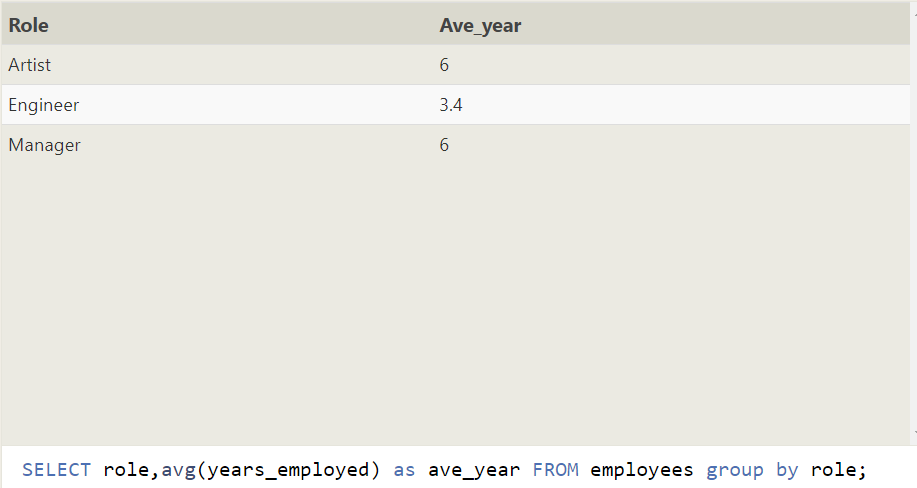 Role Ave_year
Artist 6
Engineer 3.4
Manager 6
SELECT role,avg(years_employed) as ave_year FROM employees group by role;